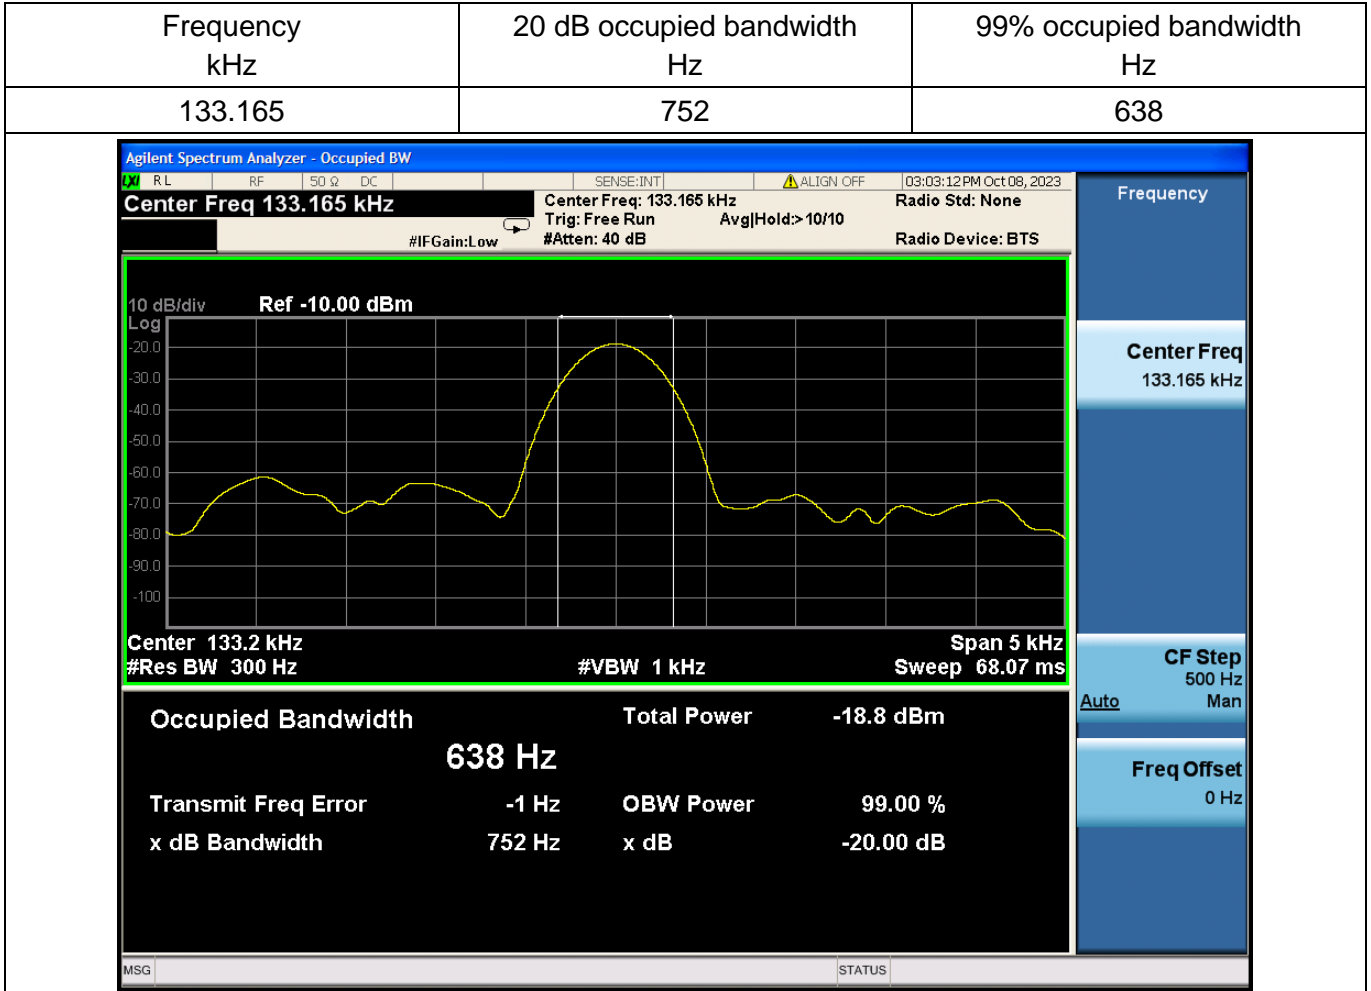 Frequency
kHz
20 dB occupied bandwidth
Hz
99% occupied bandwidth
Hz
133.165
752
638
Agilent Spectrum Analyzer - Occupied BW
LXI RL RF 50 Ω DC SENSE:INT ALIGN OFF 03:03:12 PM Oct 08, 2023
Center Freq 133.165 kHz
Center Freq: 133.165 kHz
Radio Std: None
Trig: Free Run
Avg|Hold:>10/10
#IFGain:Low
#Atten: 40 dB
Radio Device: BTS
10 dB/div
Ref -10.00 dBm
Log
-20.0
-30.0
-40.0
-50.0
-60.0
-70.0
-80.0
-90.0
-100
Center 133.2 kHz
Span 5 kHz
#Res BW 300 Hz
#VBW 1 kHz
Sweep 68.07 ms
Occupied Bandwidth
Total Power
-18.8 dBm
638 Hz
Transmit Freq Error
-1 Hz
OBW Power
99.00 %
x dB Bandwidth
752 Hz
x dB
-20.00 dB
MSG
STATUS
Frequency
Center Freq
133.165 kHz
CF Step
500 Hz
Auto
Man
Freq Offset
0 Hz